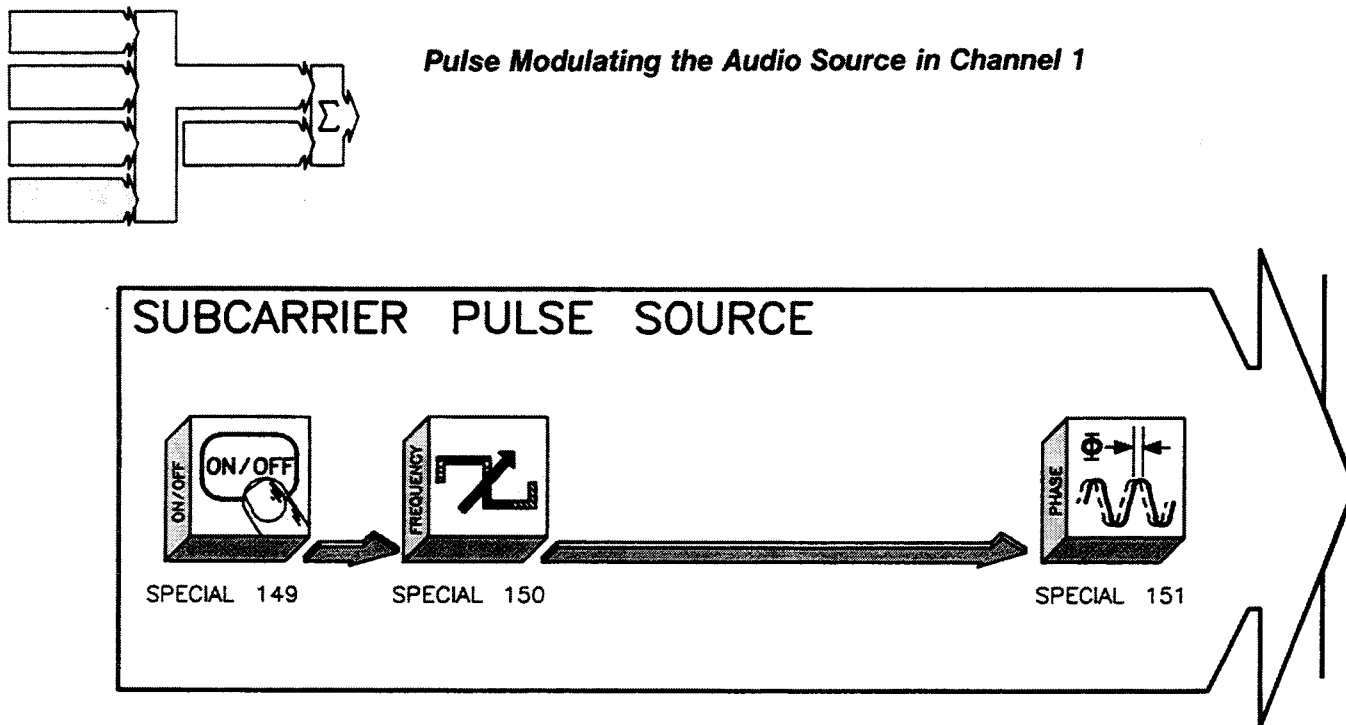 Pulse Modulating the Audio Source in Channel 1
Σ
SUBCARRIER PULSE SOURCE
ON/OFF
ON/OFF
SPECIAL 149
FREQUENCY
SPECIAL 150
PHASE
Φ
SPECIAL 151